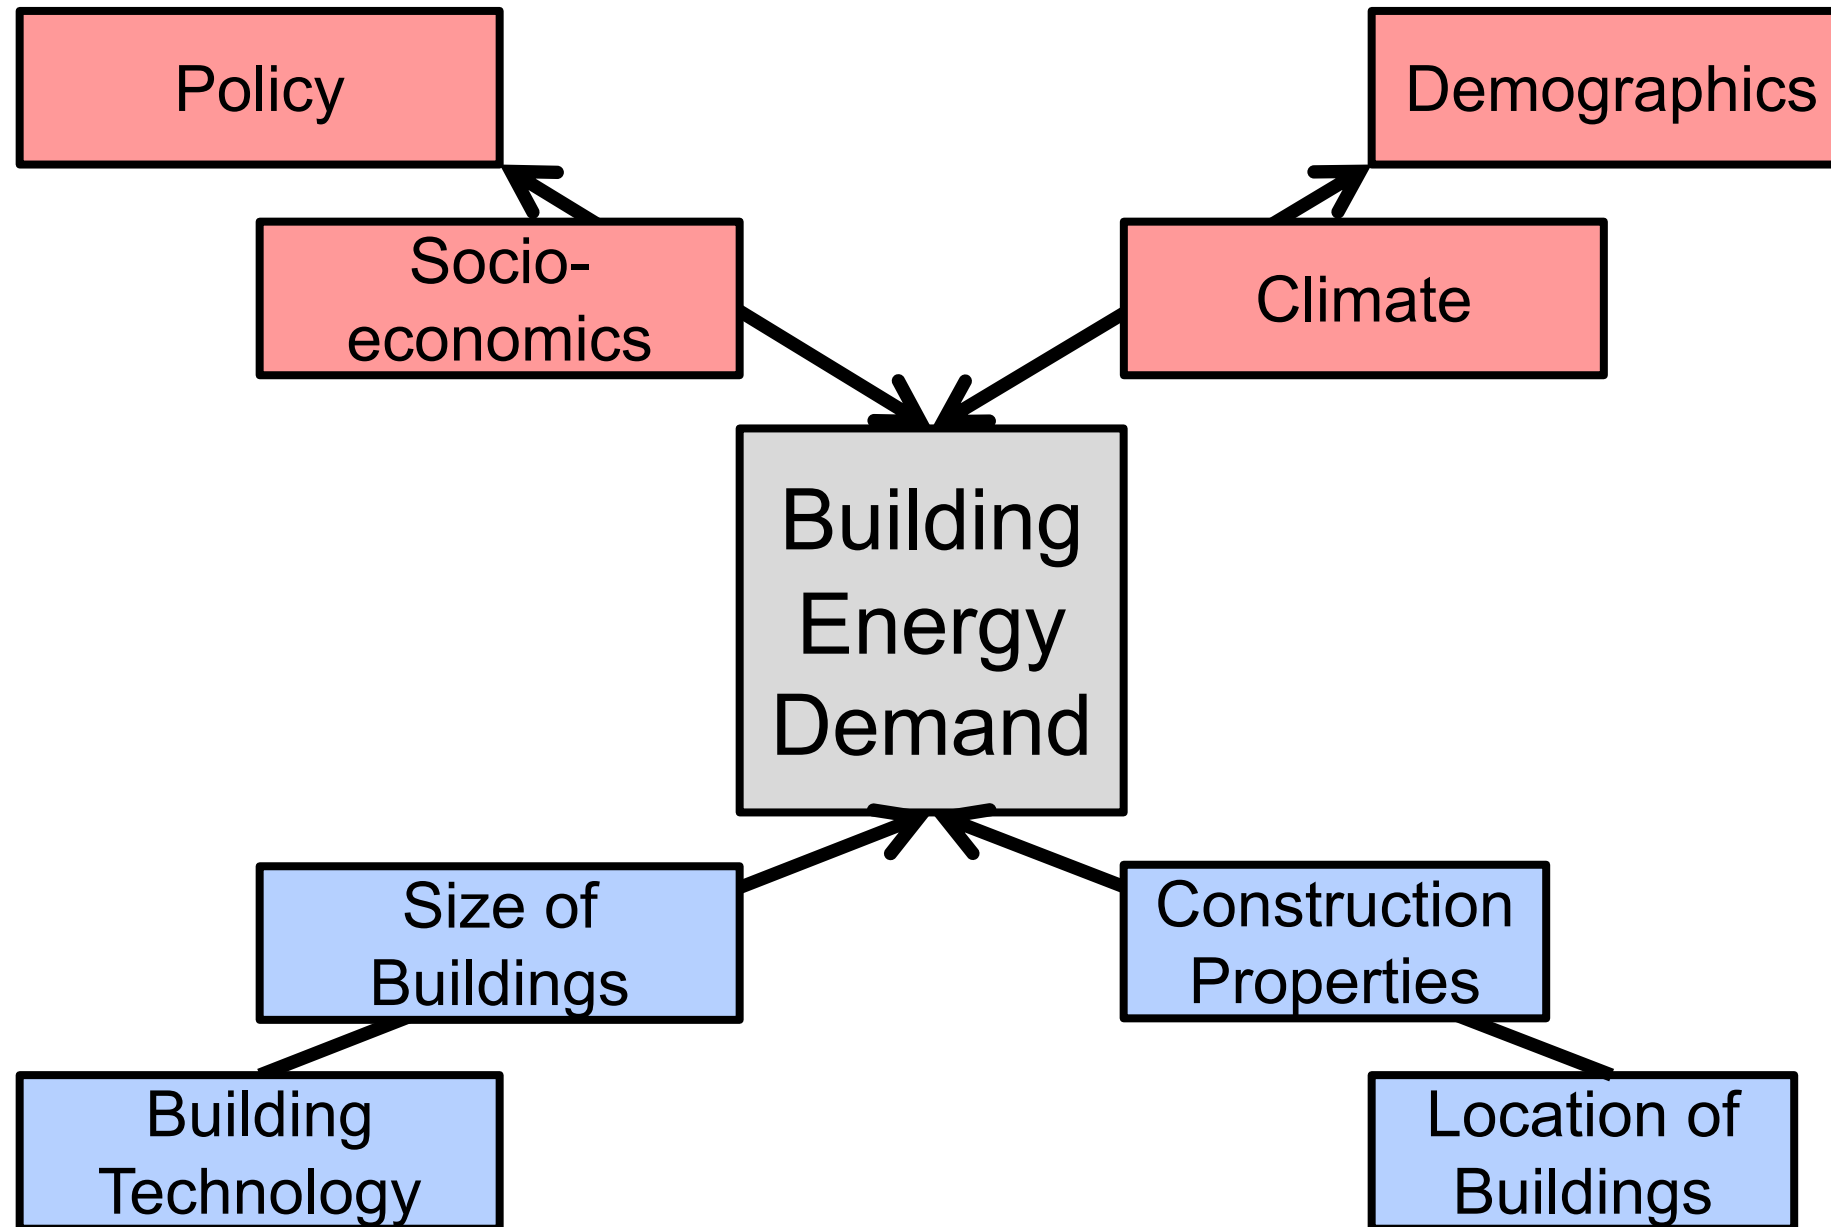 Policy
Demographics
Socio-
economics
Climate
Building
Energy
Demand
Size of
Buildings
Construction
Properties
Building
Technology
Location of
Buildings